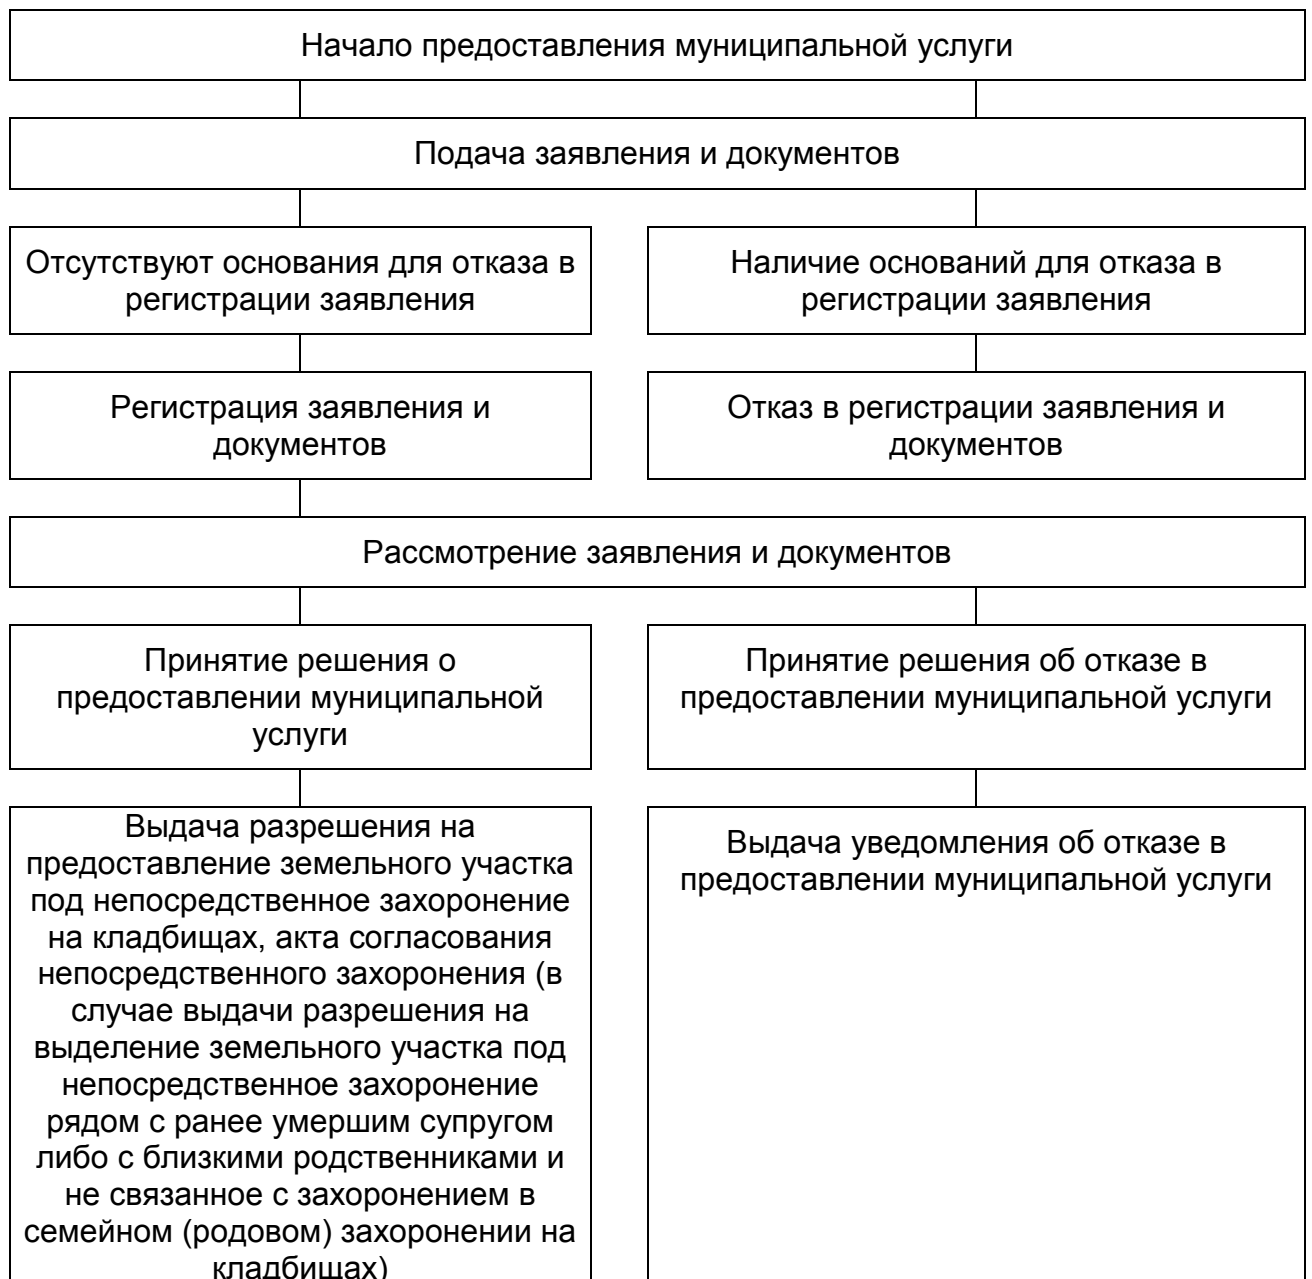 Начало предоставления муниципальной услуги
Подача заявления и документов
Отсутствуют основания для отказа в
регистрации заявления
Наличие оснований для отказа в
регистрации заявления
Регистрация заявления и
документов
Отказ в регистрации заявления и
документов
Рассмотрение заявления и документов
Принятие решения о
предоставлении муниципальной
услуги
Принятие решения об отказе в
предоставлении муниципальной услуги
Выдача разрешения на
предоставление земельного участка
под непосредственное захоронение
на кладбищах, акта согласования
непосредственного захоронения (в
случае выдачи разрешения на
выделение земельного участка под
непосредственное захоронение
рядом с ранее умершим супругом
либо с близкими родственниками и
не связанное с захоронением в
семейном (родовом) захоронении на
кладбищах)
Выдача уведомления об отказе в
предоставлении муниципальной услуги